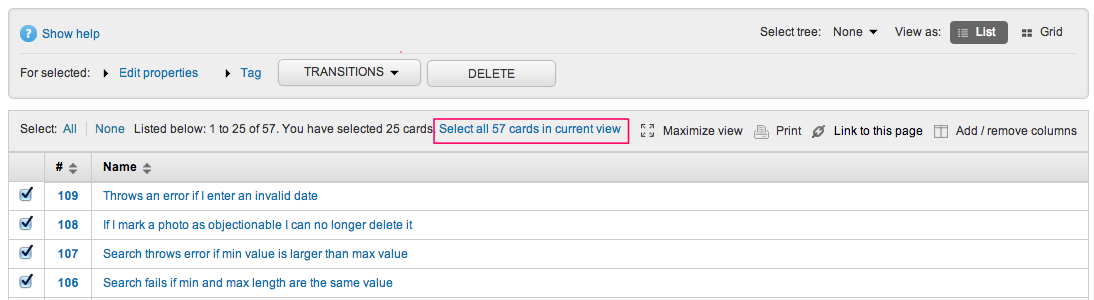 ? Show help
Select tree: None View as: List Grid
For selected: Edit properties Tag TRANSITIONS DELETE
Select: All None Listed below: 1 to 25 of 57. You have selected 25 cards Select all 57 cards in current view Maximize view Print Link to this page Add / remove columns
# Name
109 Throws an error if I enter an invalid date
108 If I mark a photo as objectionable I can no longer delete it
107 Search throws error if min value is larger than max value
106 Search fails if min and max length are the same value